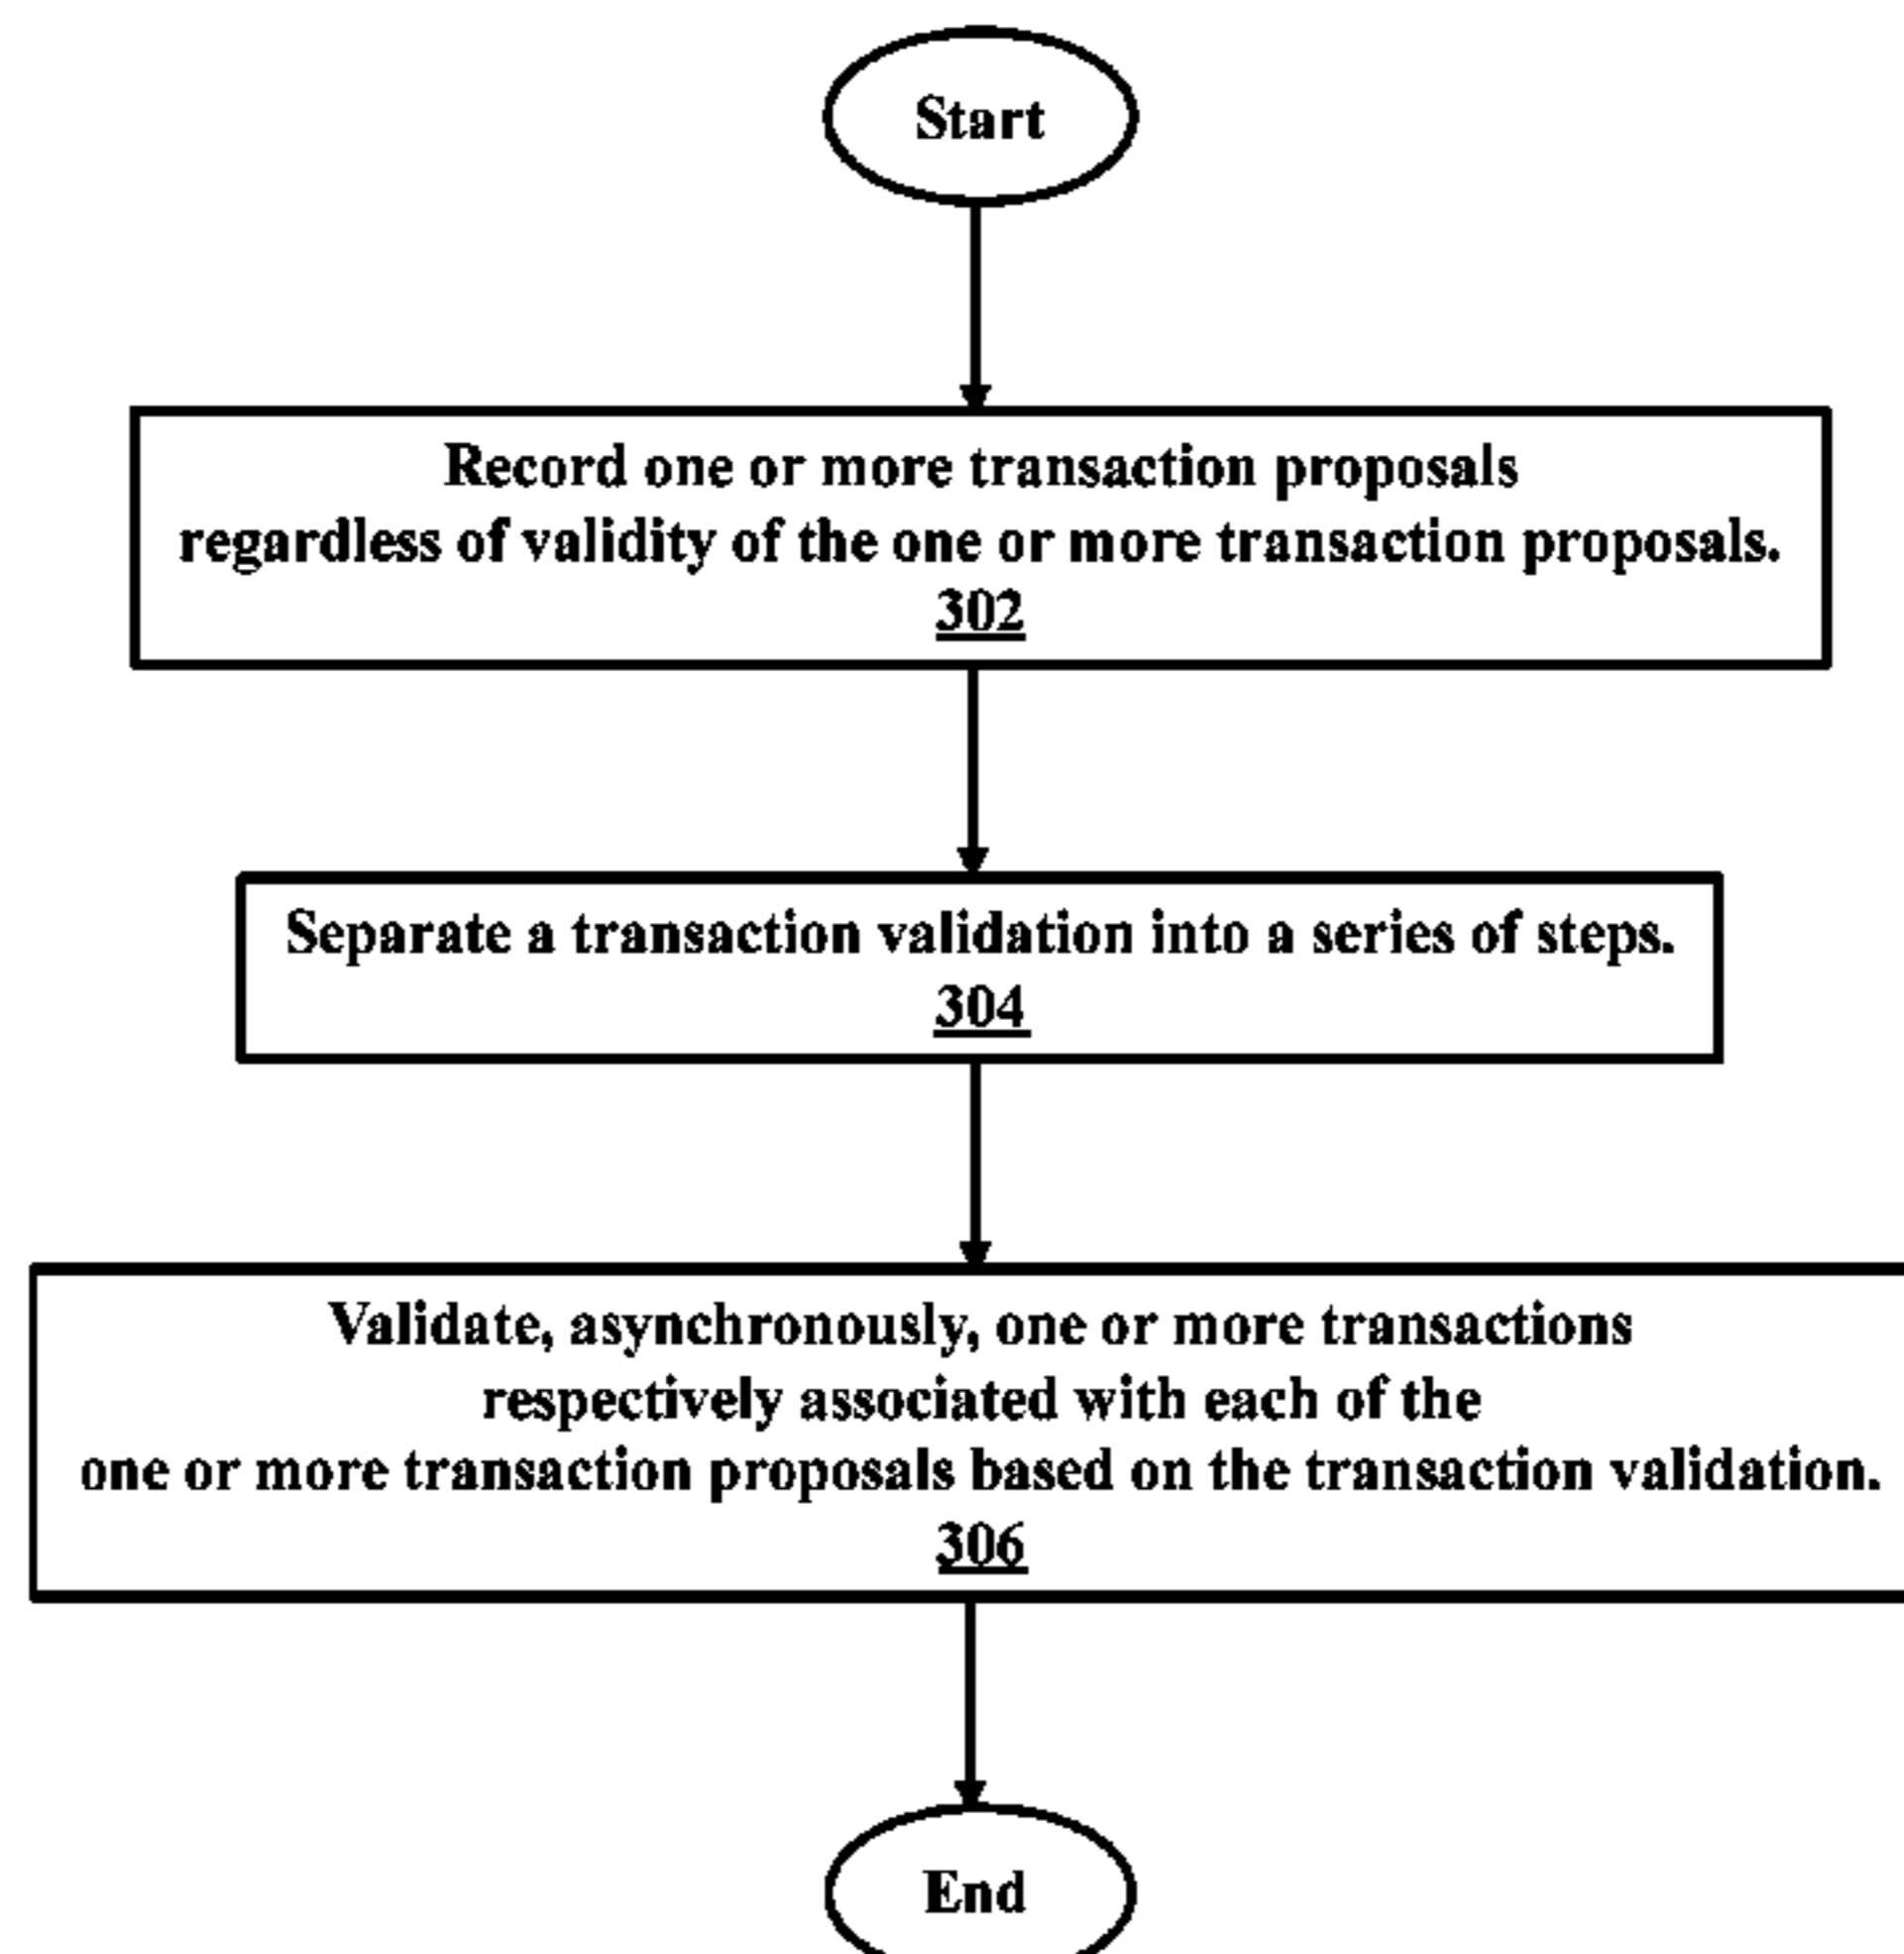 Start
Record one or more transaction proposals
regardless of validity of the one or more transaction proposals.
302
Separate a transaction validation into a series of steps.
304
Validate, asynchronously, one or more transactions
respectively associated with each of the
one or more transaction proposals based on the transaction validation.
306
End